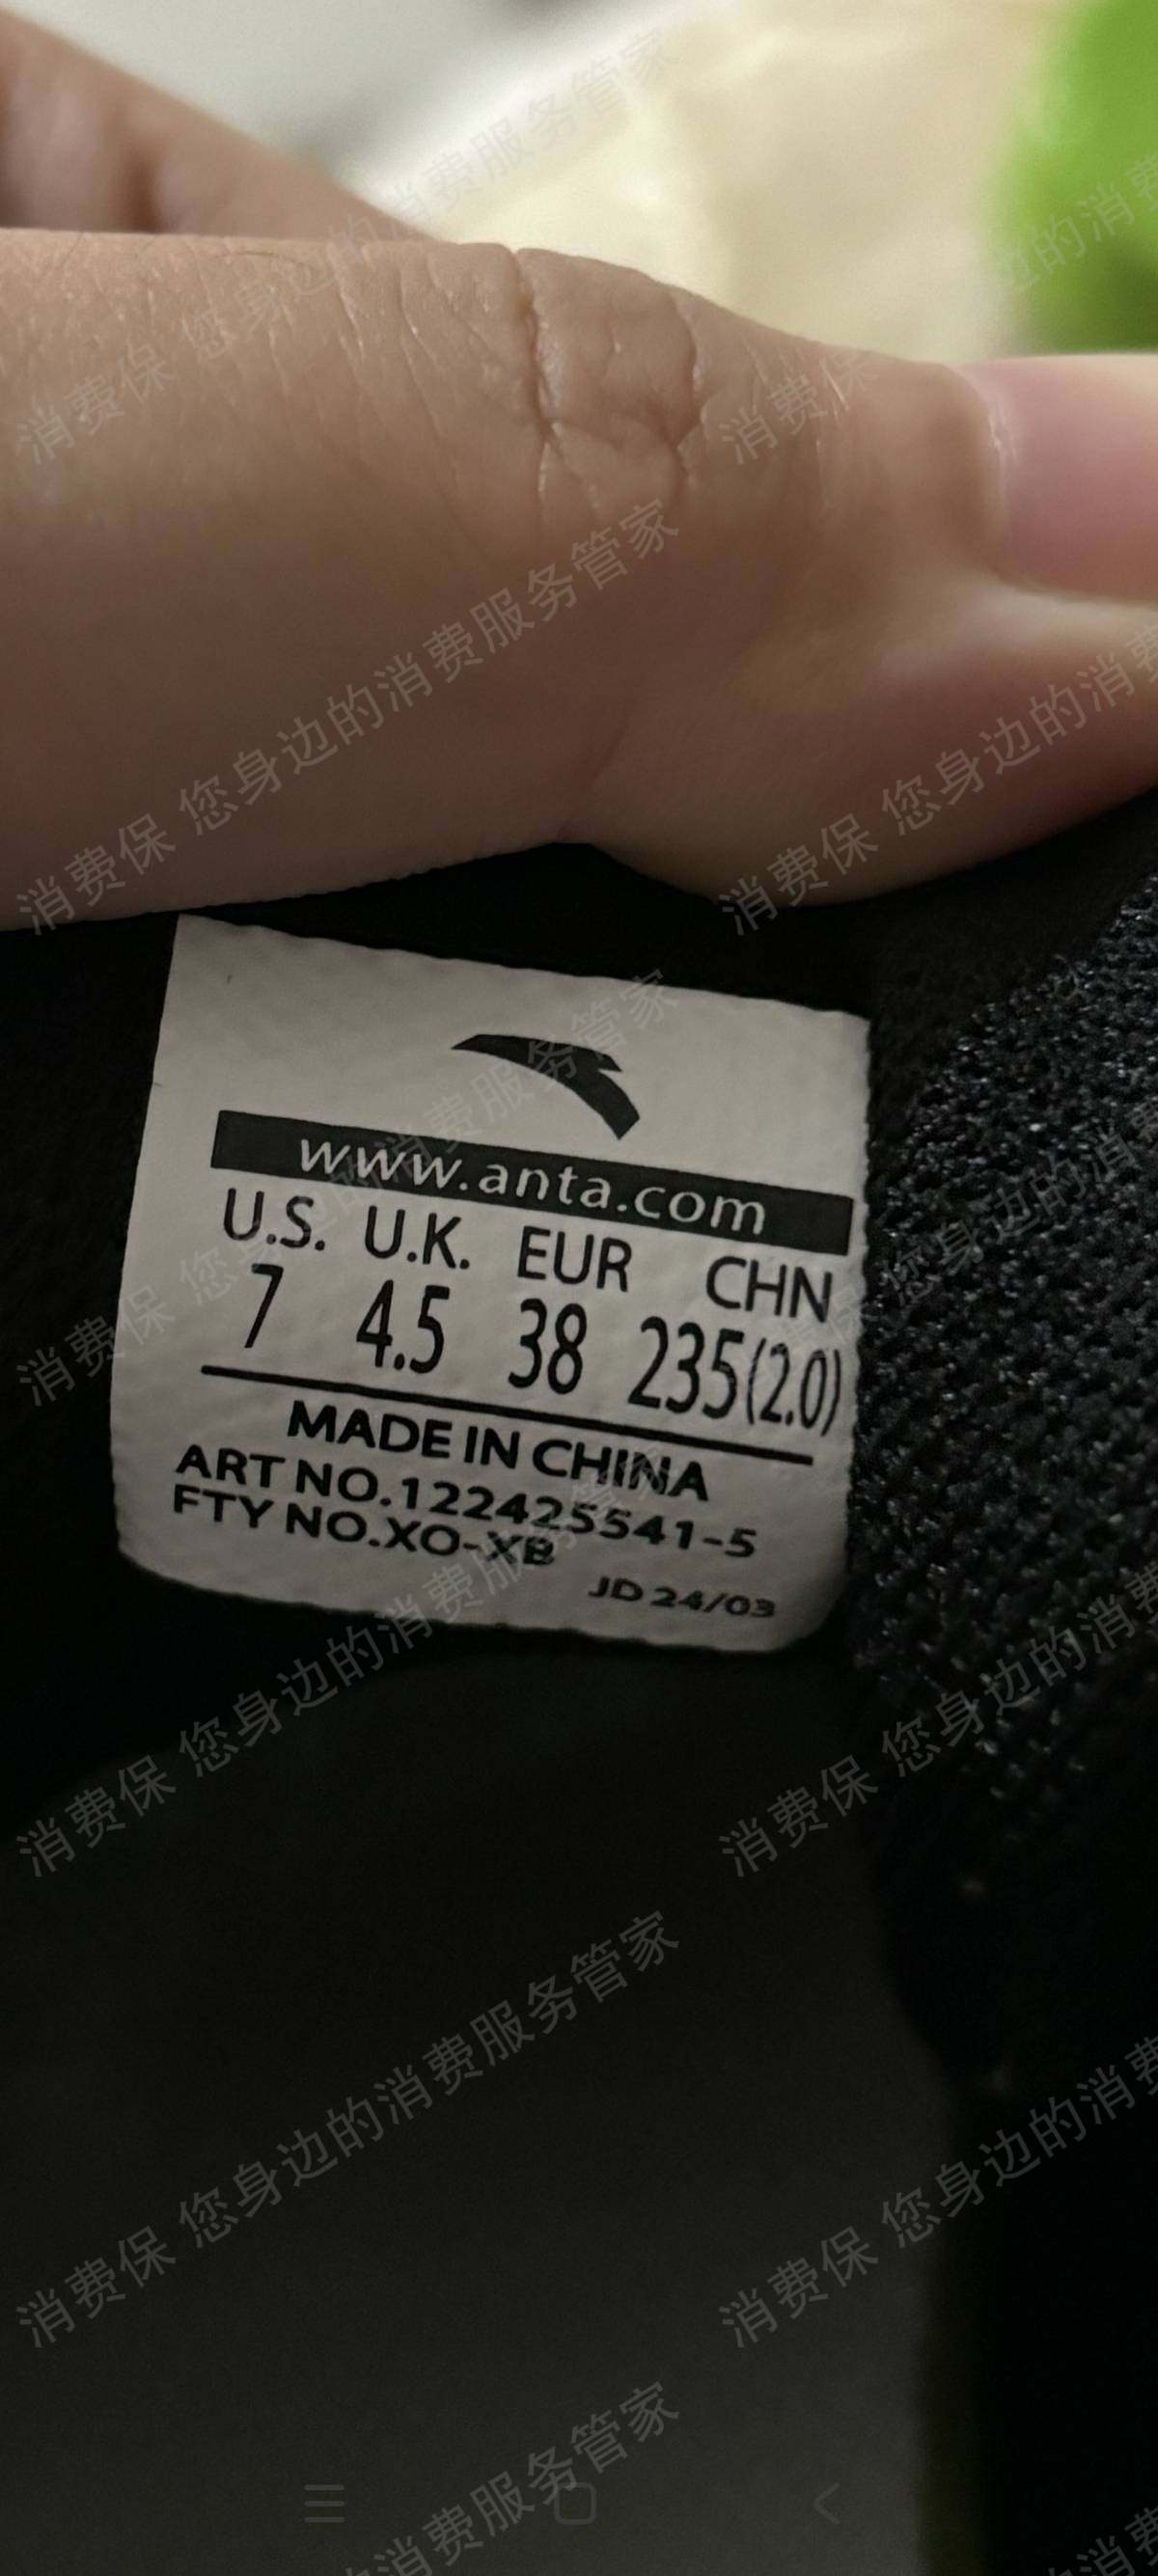 www.anta.com
U.S. U.K. EUR CHN
7 4.5 38 235(2.0)
MADE IN CHINA
ART NO.122425541-5
FTY NO.XO-XB
JD 24/03
消费保 您身边的消费服务管家